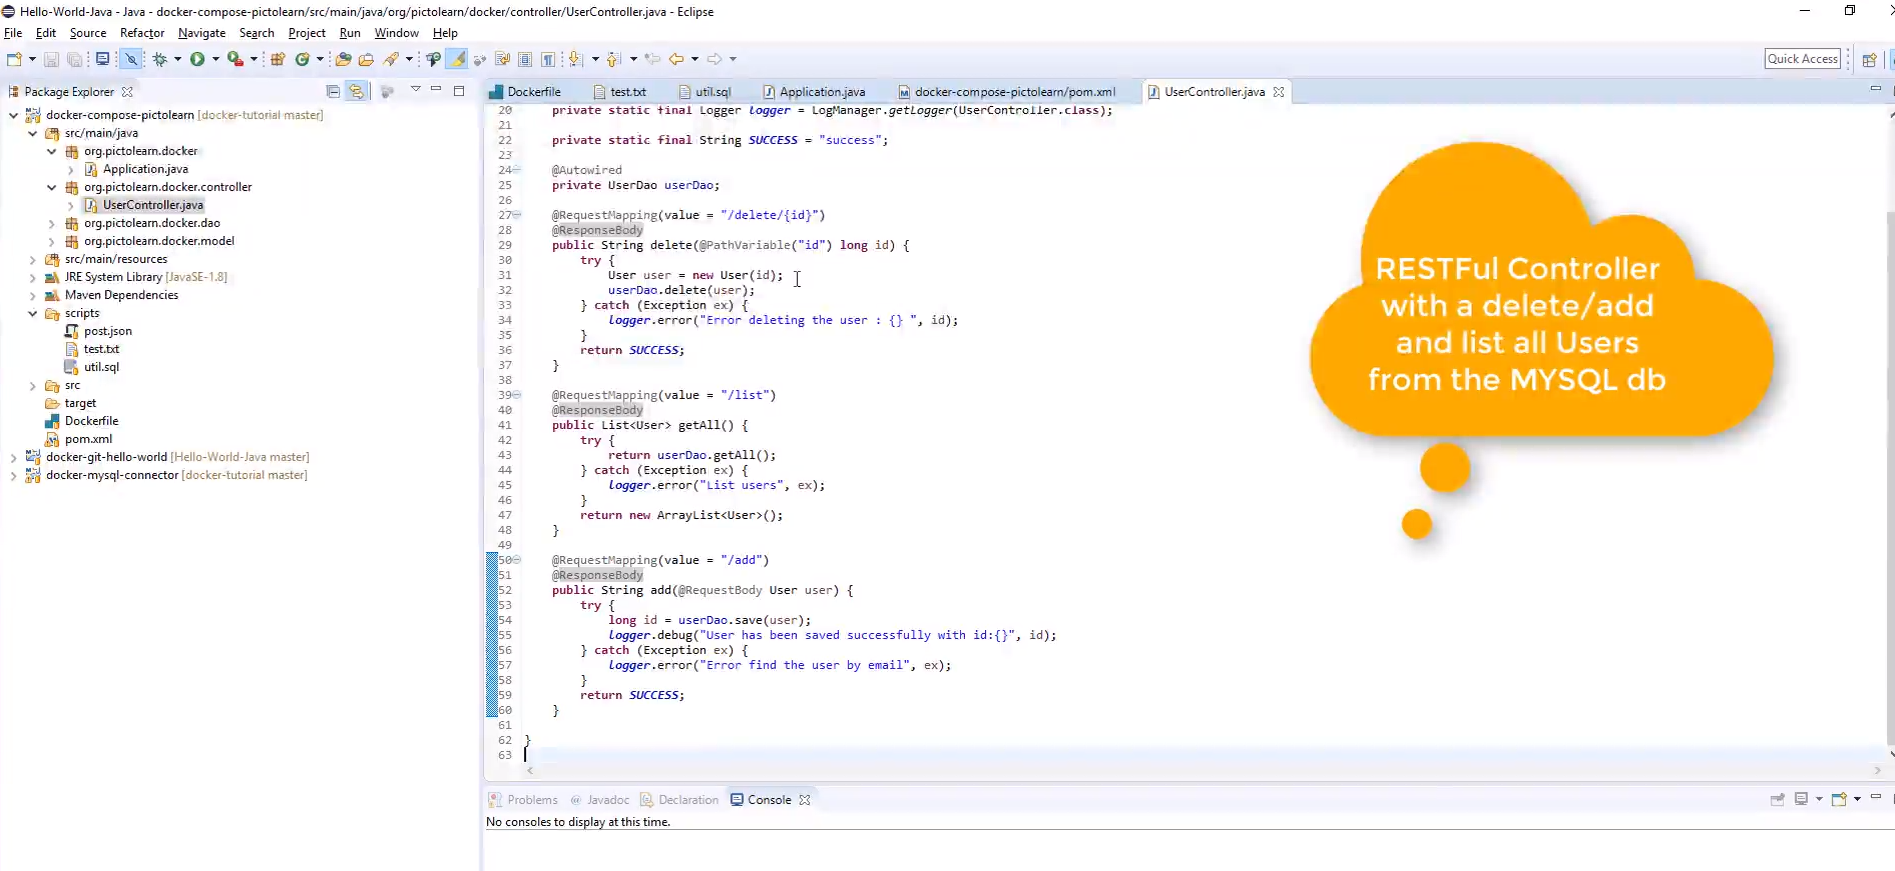 Hello-World-Java - Java - docker-compose-pictolearn/src/main/java/org/pictolearn/docker/controller/UserController.java - Eclipse
File Edit Source Refactor Navigate Search Project Run Window Help
Quick Access
Package Explorer
docker-compose-pictolearn [docker-tutorial master]
src/main/java
org.pictolearn.docker
Application.java
org.pictolearn.docker.controller
UserController.java
org.pictolearn.docker.dao
org.pictolearn.docker.model
src/main/resources
JRE System Library [JavaSE-1.8]
Maven Dependencies
scripts
post.json
test.txt
util.sql
src
target
Dockerfile
pom.xml
docker-git-hello-world [Hello-World-Java master]
docker-mysql-connector [docker-tutorial master]
Dockerfile test.txt util.sql Application.java docker-compose-pictolearn/pom.xml UserController.java
20 private static final Logger logger = LogManager.getLogger(UserController.class);
21
22 private static final String SUCCESS = "success";
23
24 @Autowired
25 private UserDao userDao;
26
27 @RequestMapping(value = "/delete/{id}")
28 @ResponseBody
29 public String delete(@PathVariable("id") long id) {
30 try {
31 User user = new User(id);
32 userDao.delete(user);
33 } catch (Exception ex) {
34 logger.error("Error deleting the user : {} ", id);
35 }
36 return SUCCESS;
37 }
38
39 @RequestMapping(value = "/list")
40 @ResponseBody
41 public List<User> getAll() {
42 try {
43 return userDao.getAll();
44 } catch (Exception ex) {
45 logger.error("List users", ex);
46 }
47 return new ArrayList<User>();
48 }
49
50 @RequestMapping(value = "/add")
51 @ResponseBody
52 public String add(@RequestBody User user) {
53 try {
54 long id = userDao.save(user);
55 logger.debug("User has been saved successfully with id:{}", id);
56 } catch (Exception ex) {
57 logger.error("Error find the user by email", ex);
58 }
59 return SUCCESS;
60 }
61
62 }
63
RESTFul Controller
with a delete/add
and list all Users
from the MYSQL db
Problems @ Javadoc Declaration Console
No consoles to display at this time.